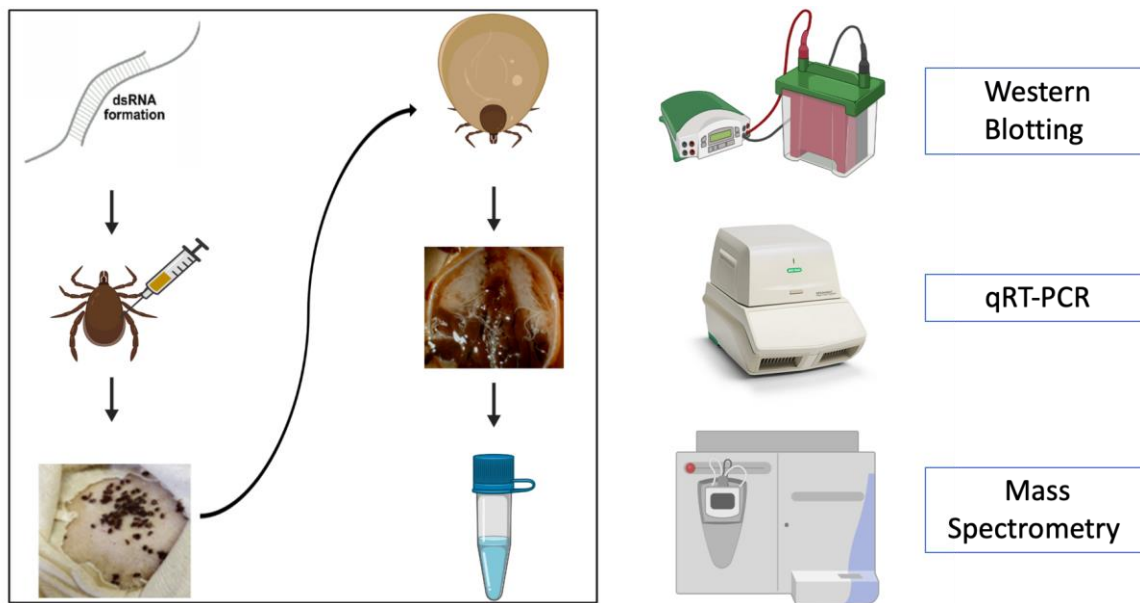 dsRNA
formation
Western
Blotting
qRT-PCR
Mass
Spectrometry